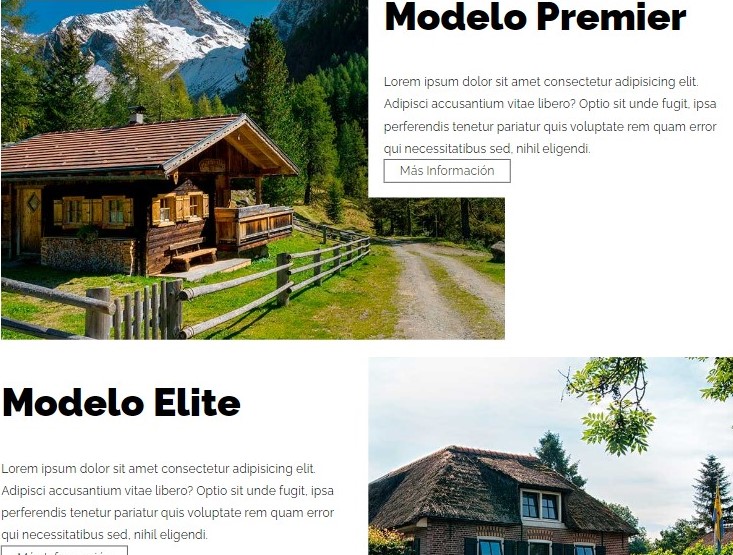 Modelo Premier
Lorem ipsum dolor sit amet consectetur adipisicing elit.
Adipisci accusantium vitae libero? Optio sit unde fugit, ipsa
perferendis tenetur pariatur quis voluptate rem quam error
qui necessitatibus sed, nihil eligendi.
Más Información
Modelo Elite
Lorem ipsum dolor sit amet consectetur adipisicing elit.
Adipisci accusantium vitae libero? Optio sit unde fugit, ipsa
perferendis tenetur pariatur quis voluptate rem quam error
qui necessitatibus sed, nihil eligendi.
Más Información